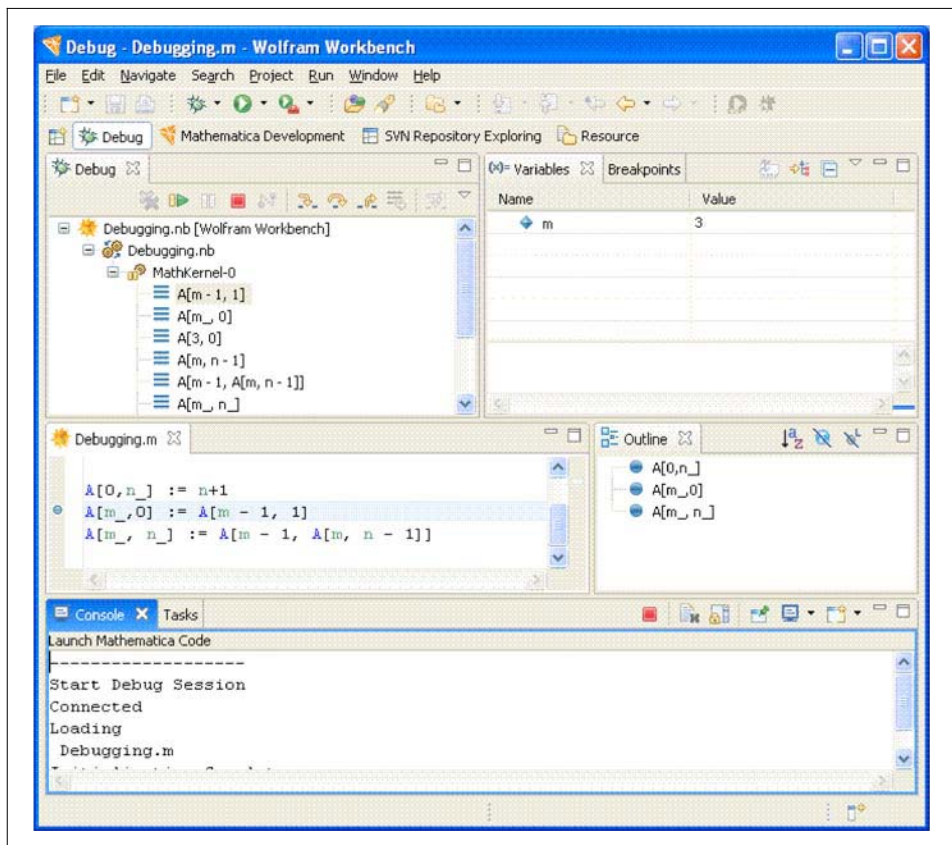 Debug - Debugging.m - Wolfram Workbench
File Edit Navigate Search Project Run Window Help
Debug Mathematica Development SVN Repository Exploring Resource
Debug
(x)= Variables Breakpoints
Name Value
m 3
Debugging.nb [Wolfram Workbench]
Debugging.nb
MathKernel-0
A[m - 1, 1]
A[m_, 0]
A[3, 0]
A[m, n - 1]
A[m - 1, A[m, n - 1]]
A[m_, n_]
Debugging.m
A[0,n_] := n+1
A[m_,0] := A[m - 1, 1]
A[m_, n_] := A[m - 1, A[m, n - 1]]
Outline
A[0,n_]
A[m_,0]
A[m_, n_]
Console Tasks
Launch Mathematica Code
-------------------
Start Debug Session
Connected
Loading
Debugging.m